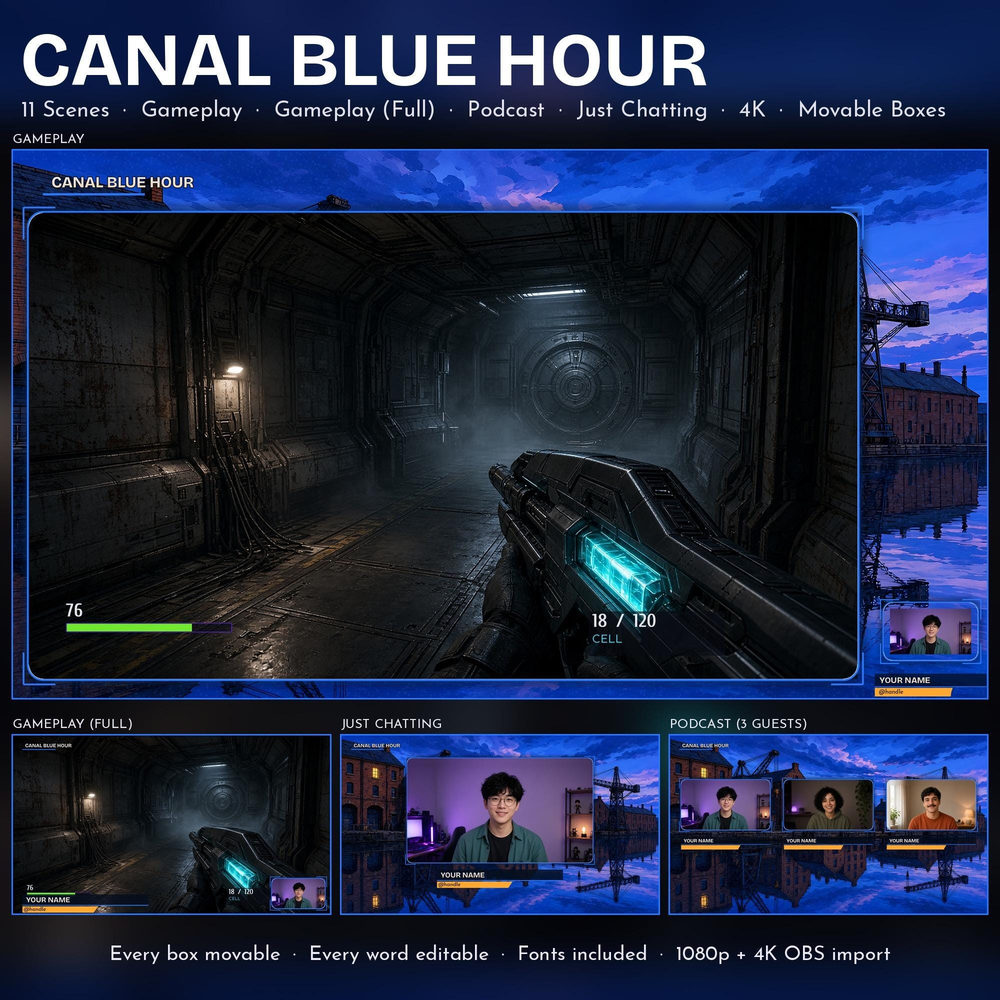 CANAL BLUE HOUR
11 Scenes · Gameplay · Gameplay (Full) · Podcast · Just Chatting · 4K · Movable Boxes
GAMEPLAY
CANAL BLUE HOUR
76
18 / 120
CELL
YOUR NAME
@handle
GAMEPLAY (FULL)
CANAL BLUE HOUR
76
18 / 120
CELL
YOUR NAME
@handle
JUST CHATTING
CANAL BLUE HOUR
YOUR NAME
@handle
PODCAST (3 GUESTS)
CANAL BLUE HOUR
YOUR NAME
YOUR NAME
YOUR NAME
Every box movable · Every word editable · Fonts included · 1080p + 4K OBS import